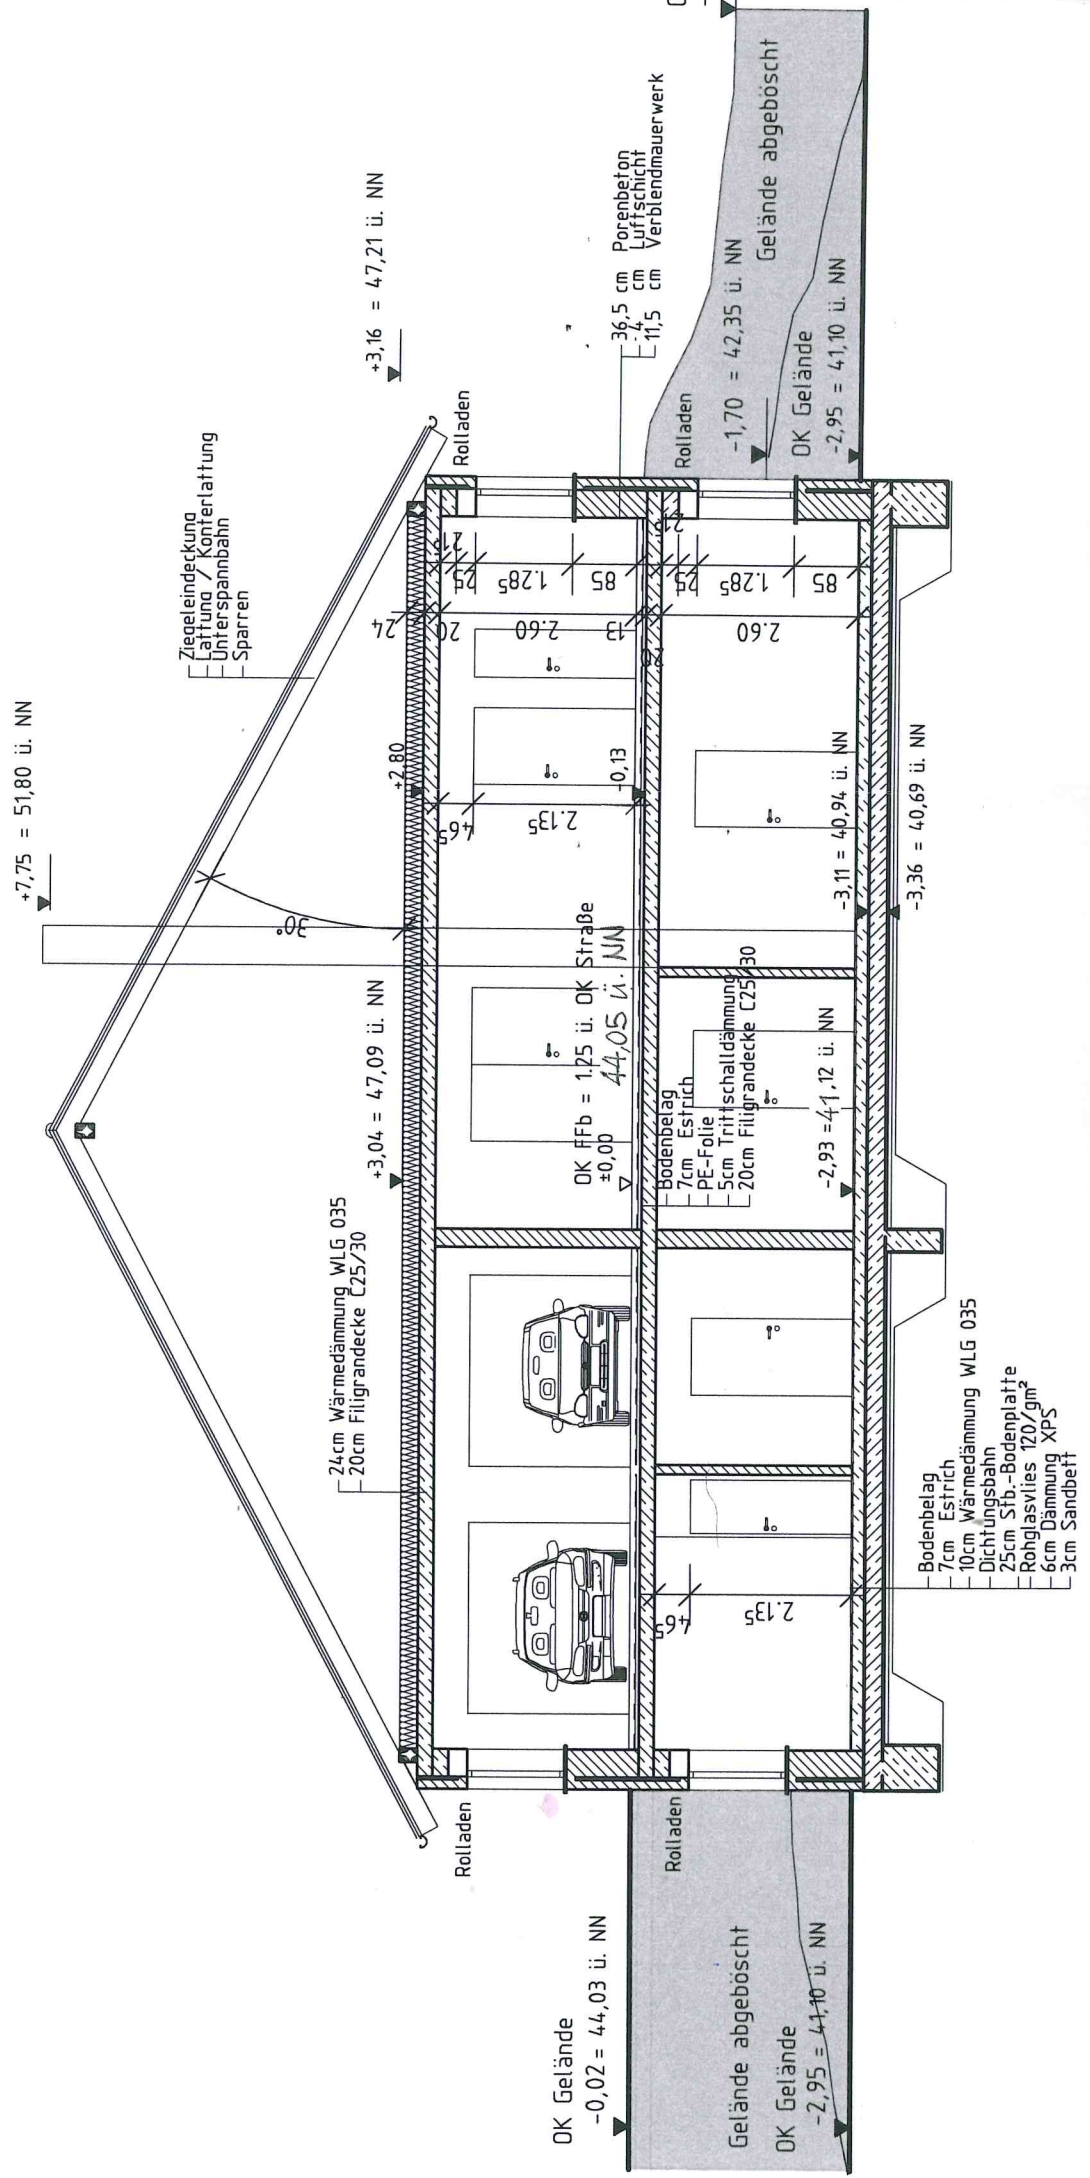 +7,75 = 51,80 ü. NN
Ziegeleindeckung
Lattung / Konterlattung
Unterspannbahn
Sparren
+3,16 = 47,21 ü. NN
30°
24cm Wärmedämmung WLG 035
20cm Filigrandecke C25/30
+3,04 = 47,09 ü. NN
+2,80
24
20
2.60
13
20
2.60
21⁵
25
1.28⁵
85
21⁵
25
1.28⁵
85
46⁵
2.13⁵
-0,13
Rolladen
Rolladen
Rolladen
Rolladen
36,5 cm Porenbeton
4 cm Luftschicht
11,5 cm Verblendmauerwerk
OK FFb = 1.25 ü. OK Straße
±0,00
44,05 ü. NN
Bodenbelag
7cm Estrich
PE-Folie
5cm Trittschalldämmung
20cm Filigrandecke C25/30
-2,93 = 41,12 ü. NN
-3,11 = 40,94 ü. NN
-3,36 = 40,69 ü. NN
46⁵
2.13⁵
Bodenbelag
7cm Estrich
10cm Wärmedämmung WLG 035
Dichtungsbahn
25cm Stb.-Bodenplatte
Rohglasvlies 120/gm²
6cm Dämmung XPS
3cm Sandbett
OK Gelände
-0,02 = 44,03 ü. NN
Gelände abgeböscht
OK Gelände
-2,95 = 41,10 ü. NN
-1,70 = 42,35 ü. NN
Gelände abgeböscht
OK Gelände
-2,95 = 41,10 ü. NN